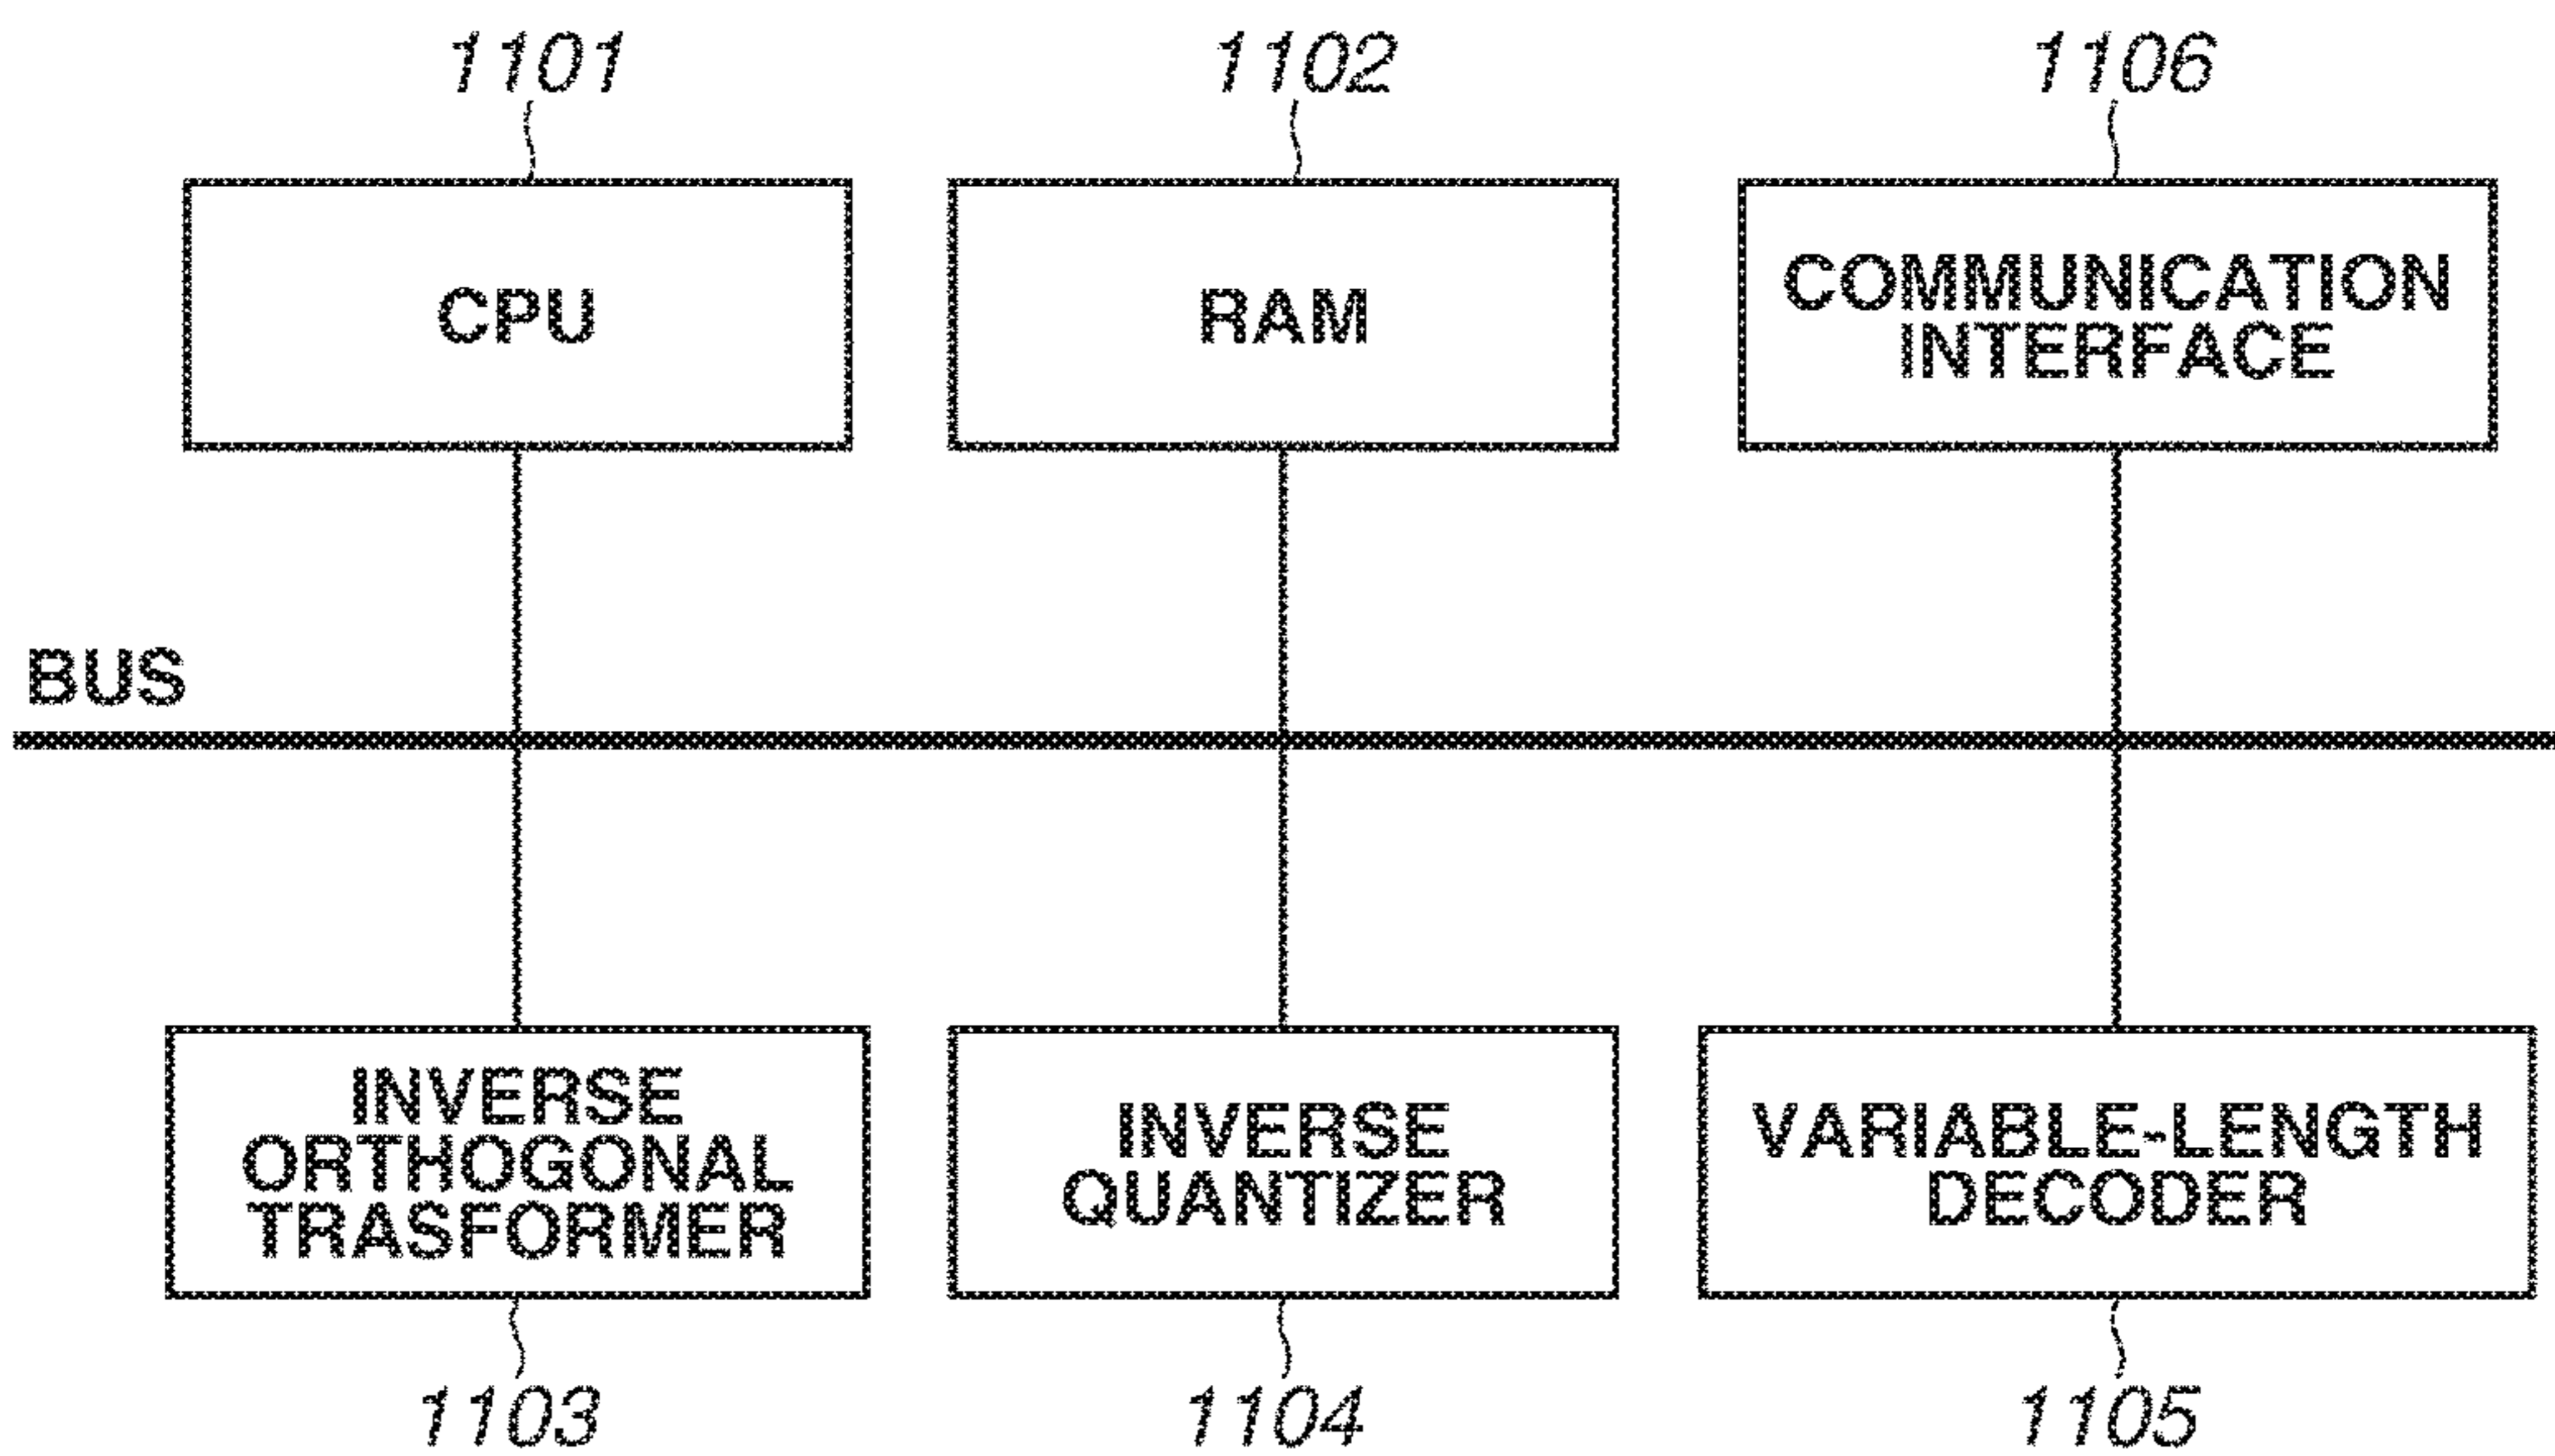 1101
1102
1106
CPU
RAM
COMMUNICATION
INTERFACE
BUS
INVERSE
ORTHOGONAL
TRASFORMER
INVERSE
QUANTIZER
VARIABLE-LENGTH
DECODER
1103
1104
1105